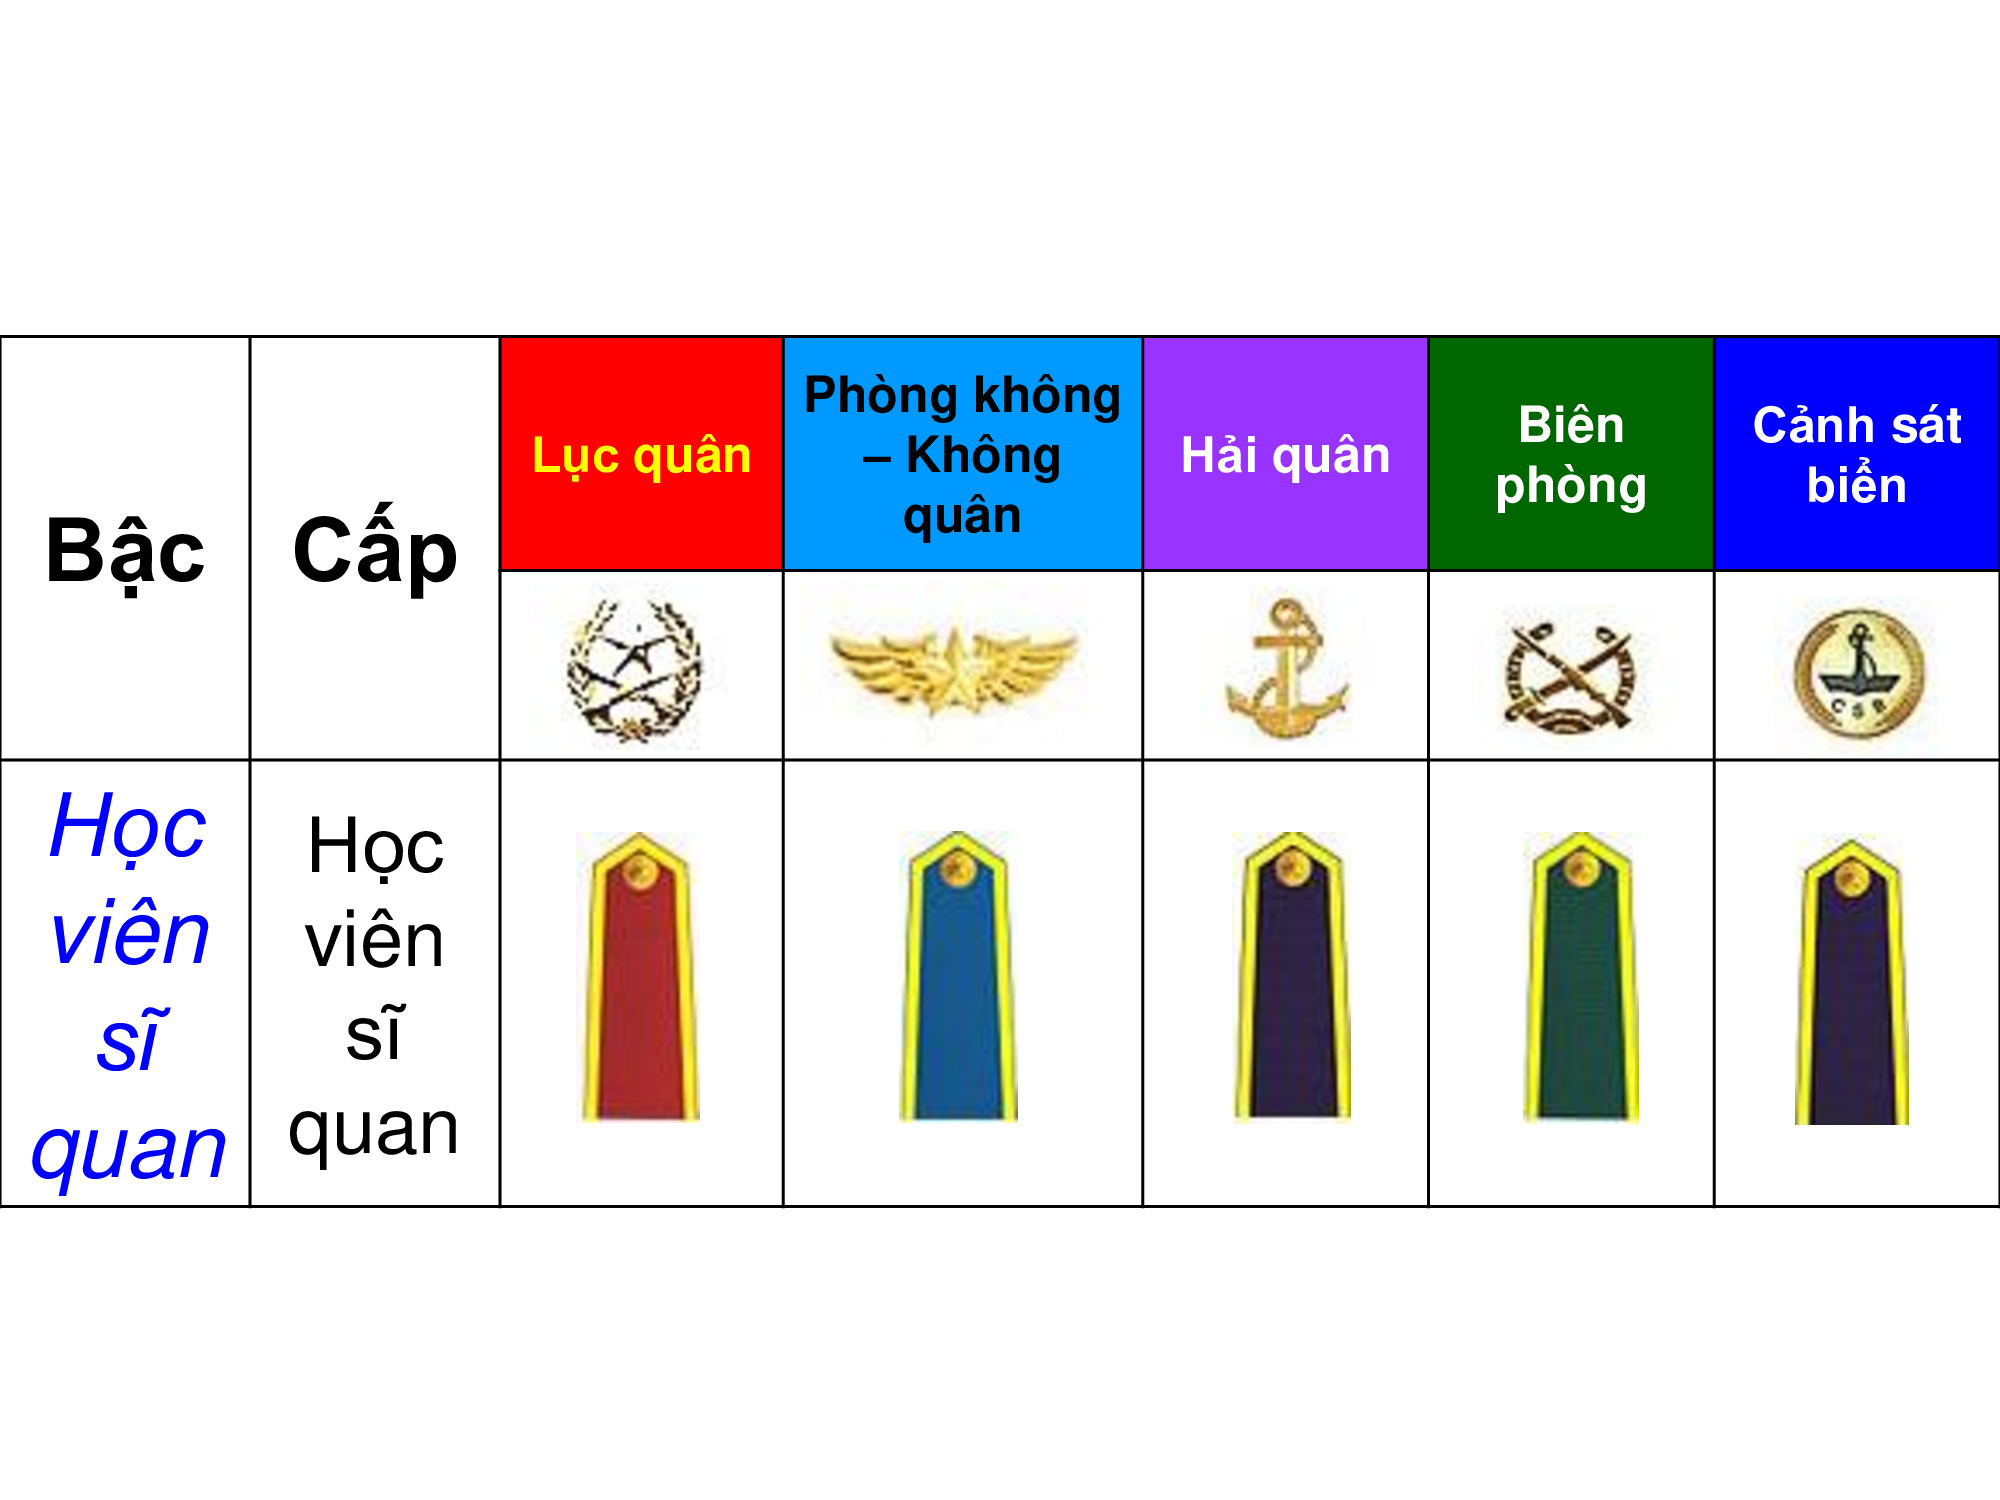 Bậc
Cấp
Lục quân
Phòng không
– Không
quân
Hải quân
Biên
phòng
Cảnh sát
biển
C S B
Học
viên
sĩ
quan
Học
viên
sĩ
quan